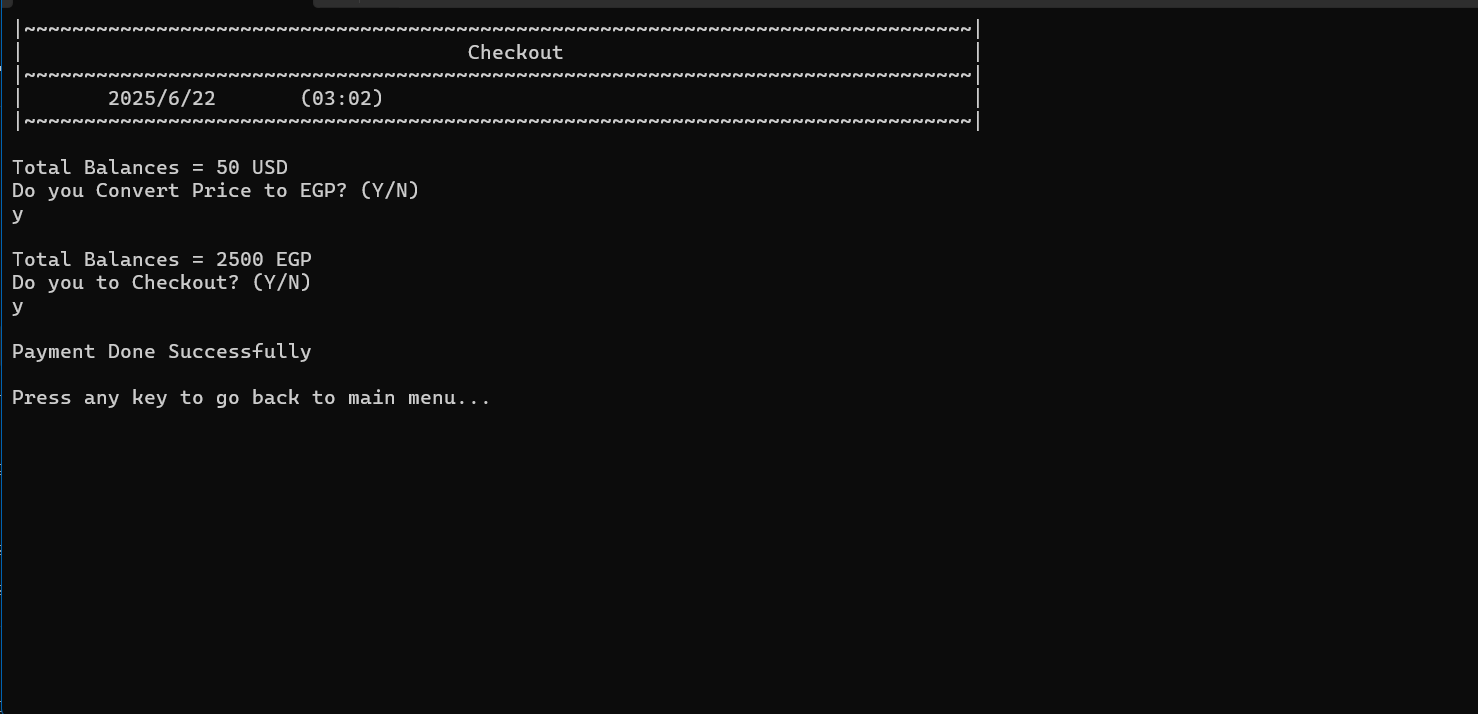 |~~~~~~~~~~~~~~~~~~~~~~~~~~~~~~~~~~~~~~~~~~~~~~~~~~~~~~~~~~~~~~~~~~~~~~~~~~~~~~~|
|                                     Checkout                                  |
|~~~~~~~~~~~~~~~~~~~~~~~~~~~~~~~~~~~~~~~~~~~~~~~~~~~~~~~~~~~~~~~~~~~~~~~~~~~~~~~|
|       2025/6/22       (03:02)                                                 |
|~~~~~~~~~~~~~~~~~~~~~~~~~~~~~~~~~~~~~~~~~~~~~~~~~~~~~~~~~~~~~~~~~~~~~~~~~~~~~~~|
Total Balances = 50 USD
Do you Convert Price to EGP? (Y/N)
y
Total Balances = 2500 EGP
Do you to Checkout? (Y/N)
y
Payment Done Successfully
Press any key to go back to main menu...